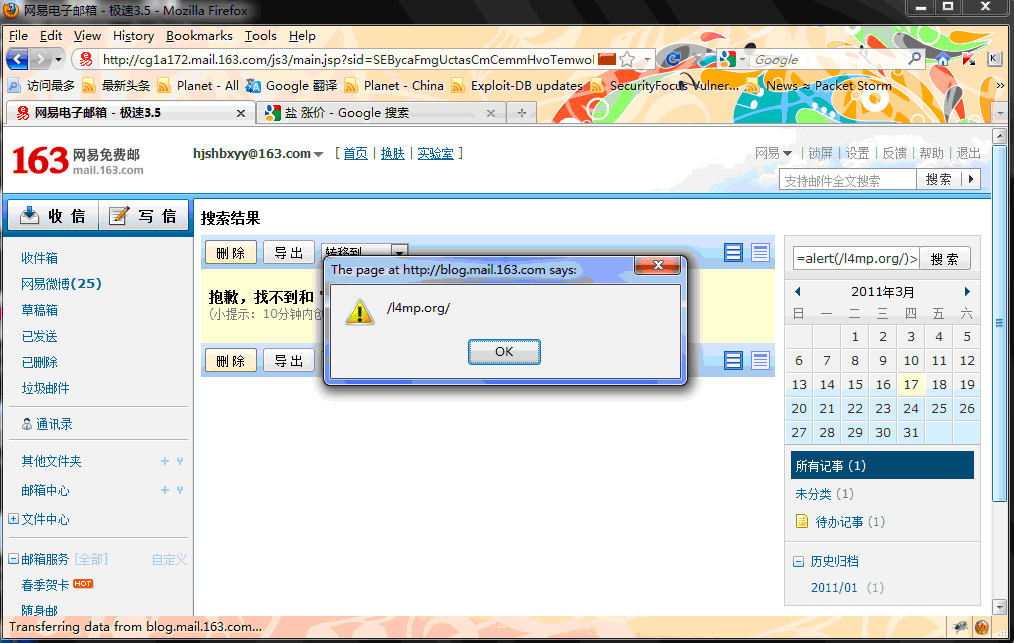 网易电子邮箱 - 极速3.5 - Mozilla Firefox
File Edit View History Bookmarks Tools Help
http://cg1a172.mail.163.com/js3/main.jsp?sid=SEBycaFmgUctasCmCemmHvoTemwol
Google
访问最多 最新头条 Planet - All Google 翻译 Planet - China Exploit-DB updates SecurityFocus Vulner... News ≈ Packet Storm
网易电子邮箱 - 极速3.5 盐 涨价 - Google 搜索
163 网易免费邮
mail.163.com
hjshbxyy@163.com [ 首页 | 换肤 | 实验室 ]
网易 | 锁屏 | 设置 | 反馈 | 帮助 | 退出
支持邮件全文搜索 搜索
收 信 写 信
搜索结果
删 除 导 出 转移到
抱歉，找不到和 "
(小提示：10分钟内
删 除 导 出
The page at http://blog.mail.163.com says:
/l4mp.org/
OK
收件箱
网易微博(25)
草稿箱
已发送
已删除
垃圾邮件
通讯录
其他文件夹
邮箱中心
文件中心
邮箱服务 [全部] 自定义
春季贺卡 HOT
随身邮
=alert(/l4mp.org/)> 搜 索
2011年3月
日 一 二 三 四 五 六
1 2 3 4 5
6 7 8 9 10 11 12
13 14 15 16 17 18 19
20 21 22 23 24 25 26
27 28 29 30 31
所有记事 (1)
未分类 (1)
待办记事 (1)
历史归档
2011/01 (1)
Transferring data from blog.mail.163.com...